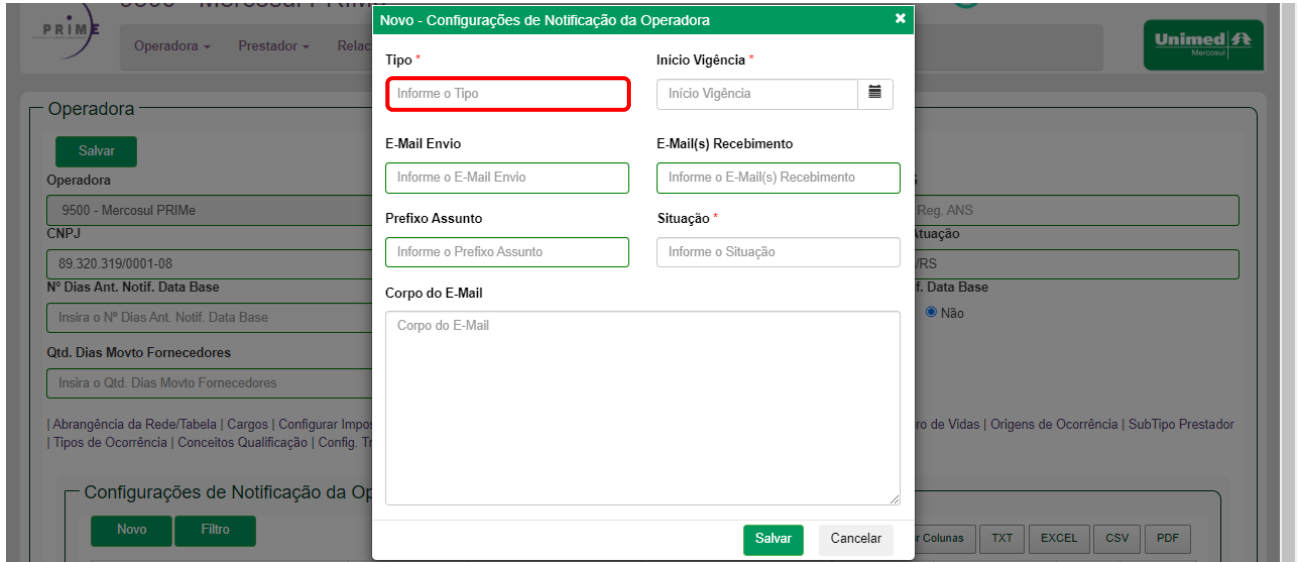 Novo - Configurações de Notificação da Operadora ×
PRIME
Operadora Prestador
Unimed
Mercosul
Tipo * Início Vigência *
Informe o Tipo Início Vigência
Operadora
Salvar
E-Mail Envio E-Mail(s) Recebimento
Informe o E-Mail Envio Informe o E-Mail(s) Recebimento
Operadora
9500 - Mercosul PRIMe Reg. ANS
Prefixo Assunto Situação *
CNPJ
Informe o Prefixo Assunto Informe o Situação
89.320.319/0001-08 /RS
Nº Dias Ant. Notif. Data Base Data Base
Corpo do E-Mail
Insira o Nº Dias Ant. Notif. Data Base Corpo do E-Mail Não
Qtd. Dias Movto Fornecedores
Insira o Qtd. Dias Movto Fornecedores
| Abrangência da Rede/Tabela | Cargos | Configurar de Vidas | Origens de Ocorrência | SubTipo Prestador
| Tipos de Ocorrência | Conceitos Qualificação | Config.
Configurações de Notificação da
Novo Filtro Salvar Cancelar Colunas TXT EXCEL CSV PDF